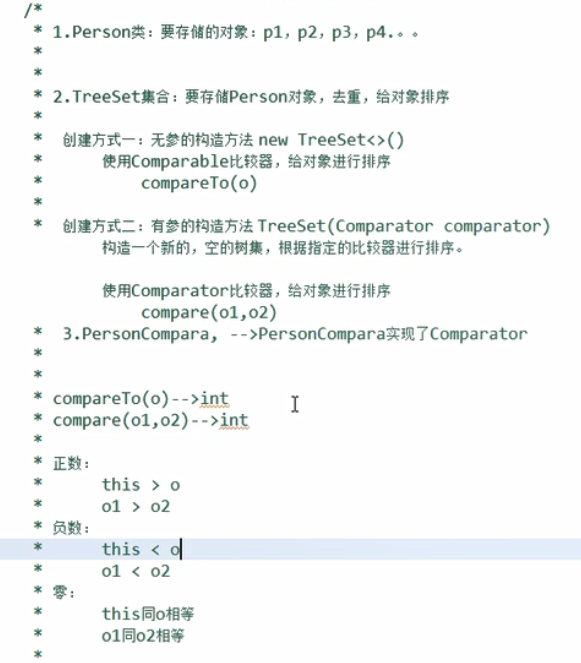 /*
* 1.Person类：要存储的对象：p1，p2，p3，p4.。。
*
*
* 2.TreeSet集合：要存储Person对象，去重，给对象排序
*
* 创建方式一：无参的构造方法 new TreeSet<>()
* 使用Comparable比较器，给对象进行排序
* compareTo(o)
*
* 创建方式二：有参的构造方法 TreeSet(Comparator comparator)
构造一个新的，空的树集，根据指定的比较器进行排序。
使用Comparator比较器，给对象进行排序
compare(o1,o2)
* 3.PersonCompara, -->PersonCompara实现了Comparator
*
*
* compareTo(o)-->int
* compare(o1,o2)-->int
*
* 正数：
* this > o
* o1 > o2
* 负数：
* this < o
* o1 < o2
* 零：
* this同o相等
* o1同o2相等
*